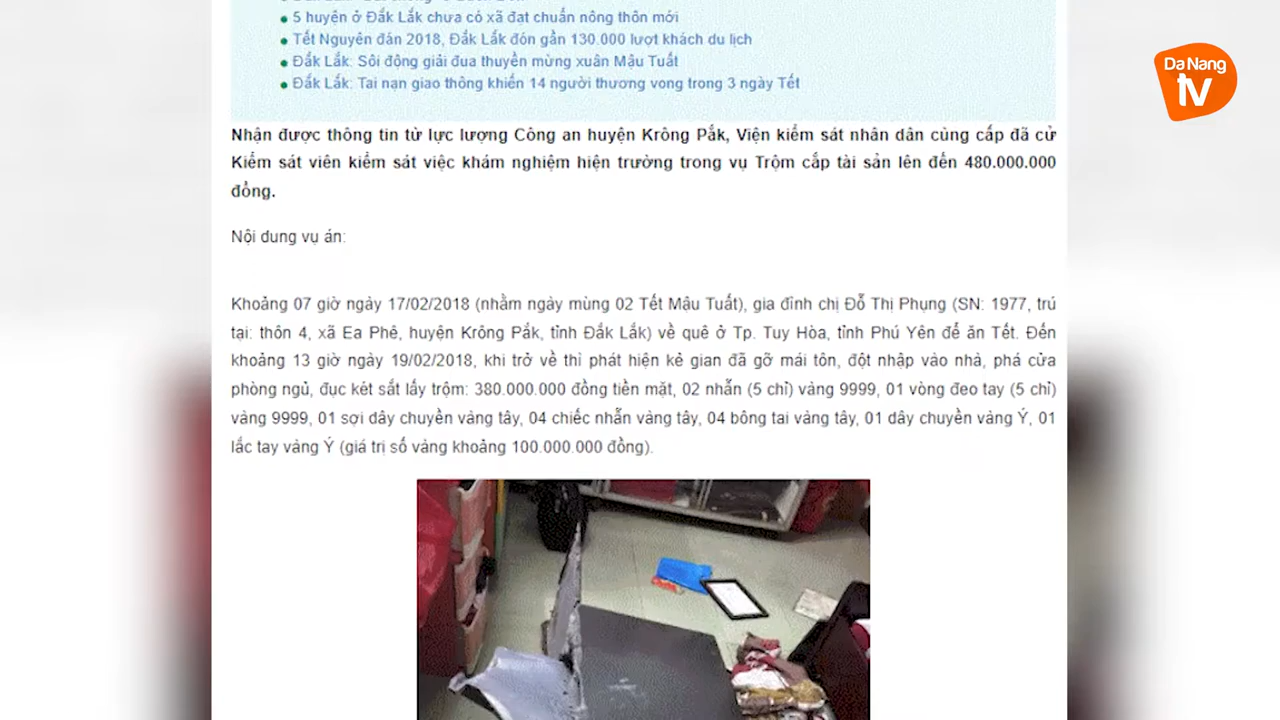 5 huyện ở Đắk Lắk chưa có xã đạt chuẩn nông thôn mới
Tết Nguyên đán 2018, Đắk Lắk đón gần 130.000 lượt khách du lịch
Đắk Lắk: Sôi động giải đua thuyền mừng xuân Mậu Tuất
Đắk Lắk: Tai nạn giao thông khiến 14 người thương vong trong 3 ngày Tết
Da Nang
tv
Nhận được thông tin từ lực lượng Công an huyện Krông Pắk, Viện kiểm sát nhân dân cùng cấp đã cử
Kiểm sát viên kiểm sát việc khám nghiệm hiện trường trong vụ Trộm cắp tài sản lên đến 480.000.000
đồng.
Nội dung vụ án:
Khoảng 07 giờ ngày 17/02/2018 (nhằm ngày mùng 02 Tết Mậu Tuất), gia đình chị Đỗ Thị Phụng (SN: 1977, trú
tại: thôn 4, xã Ea Phê, huyện Krông Pắk, tỉnh Đắk Lắk) về quê ở Tp. Tuy Hòa, tỉnh Phú Yên để ăn Tết. Đến
khoảng 13 giờ ngày 19/02/2018, khi trở về thì phát hiện kẻ gian đã gỡ mái tôn, đột nhập vào nhà, phá cửa
phòng ngủ, đục két sắt lấy trộm: 380.000.000 đồng tiền mặt, 02 nhẫn (5 chỉ) vàng 9999, 01 vòng đeo tay (5 chỉ)
vàng 9999, 01 sợi dây chuyền vàng tây, 04 chiếc nhẫn vàng tây, 04 bông tai vàng tây, 01 dây chuyền vàng Ý, 01
lắc tay vàng Ý (giá trị số vàng khoảng 100.000.000 đồng).